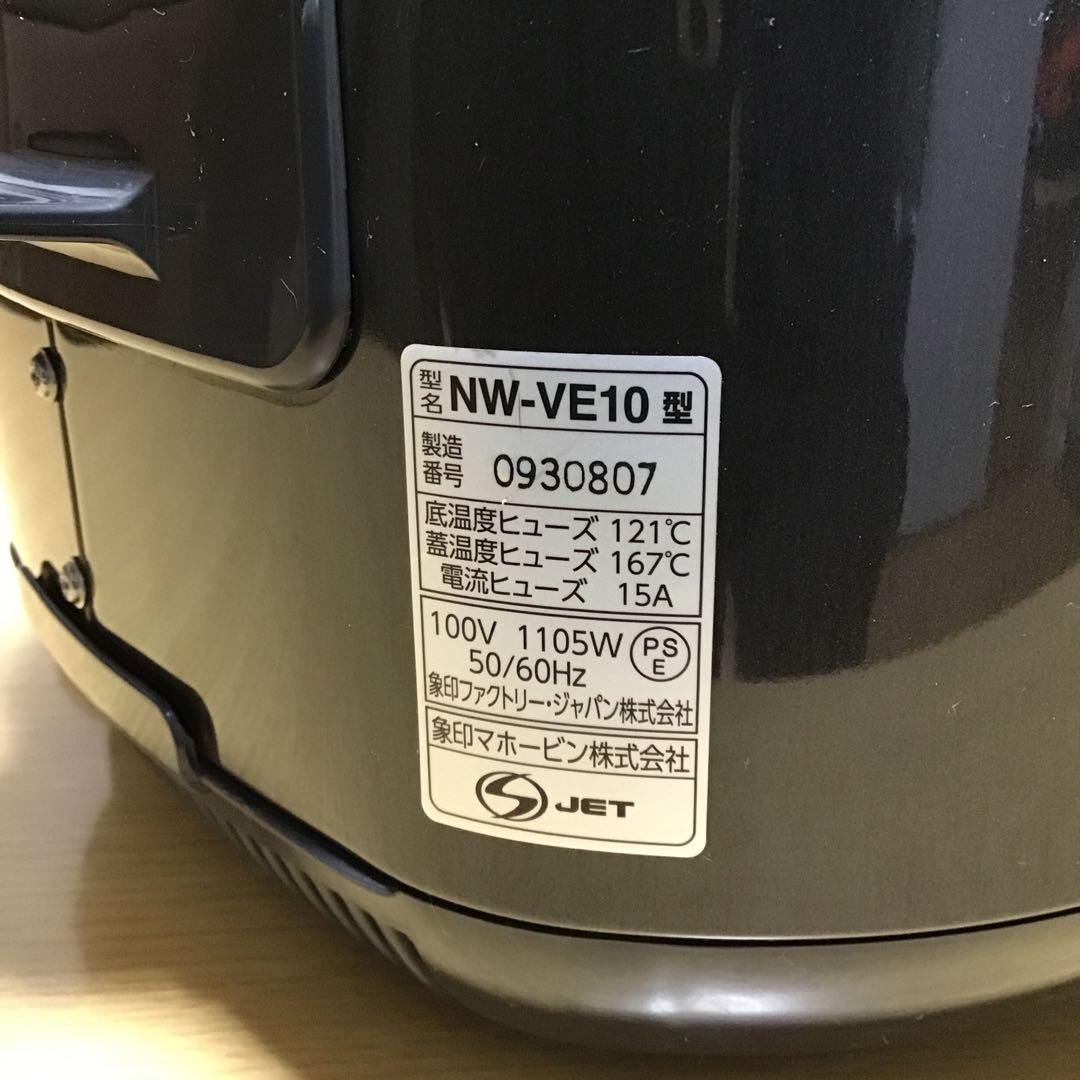 型名 NW-VE10 型
製造番号 0930807
底温度ヒューズ 121℃
蓋温度ヒューズ 167℃
電流ヒューズ 15A
100V 1105W
50/60Hz
PSE
象印ファクトリー・ジャパン株式会社
象印マホービン株式会社
S JET